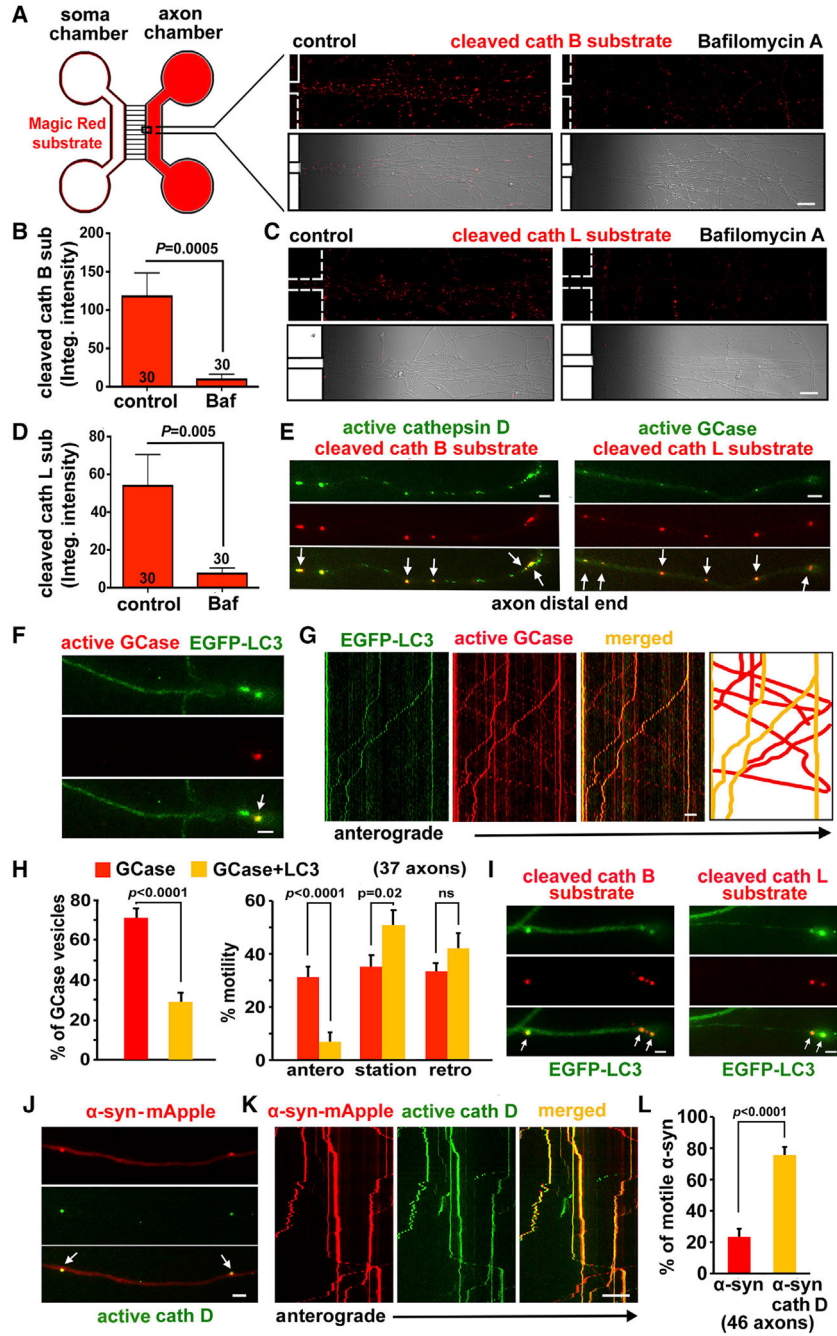 A
soma chamber
axon chamber
Magic Red substrate
control
cleaved cath B substrate
Bafilomycin A
B
cleaved cath B sub (Integ. intensity)
200
150
100
50
0
P=0.0005
30
30
control
Baf
C
control
cleaved cath L substrate
Bafilomycin A
D
cleaved cath L sub (Integ. intensity)
80
60
40
20
0
P=0.005
30
30
control
Baf
E
active cathepsin D
cleaved cath B substrate
active GCase
cleaved cath L substrate
axon distal end
F
active GCase
EGFP-LC3
G
EGFP-LC3
active GCase
merged
anterograde
H
GCase
GCase+LC3
(37 axons)
% of GCase vesicles
80
60
40
20
0
p<0.0001
% motility
60
40
20
0
p<0.0001
p=0.02
ns
antero
station
retro
I
cleaved cath B substrate
cleaved cath L substrate
EGFP-LC3
EGFP-LC3
J
α-syn-mApple
active cath D
K
α-syn-mApple
active cath D
merged
anterograde
L
% of motile α-syn
100
80
60
40
20
0
p<0.0001
α-syn
α-syn cath D
(46 axons)